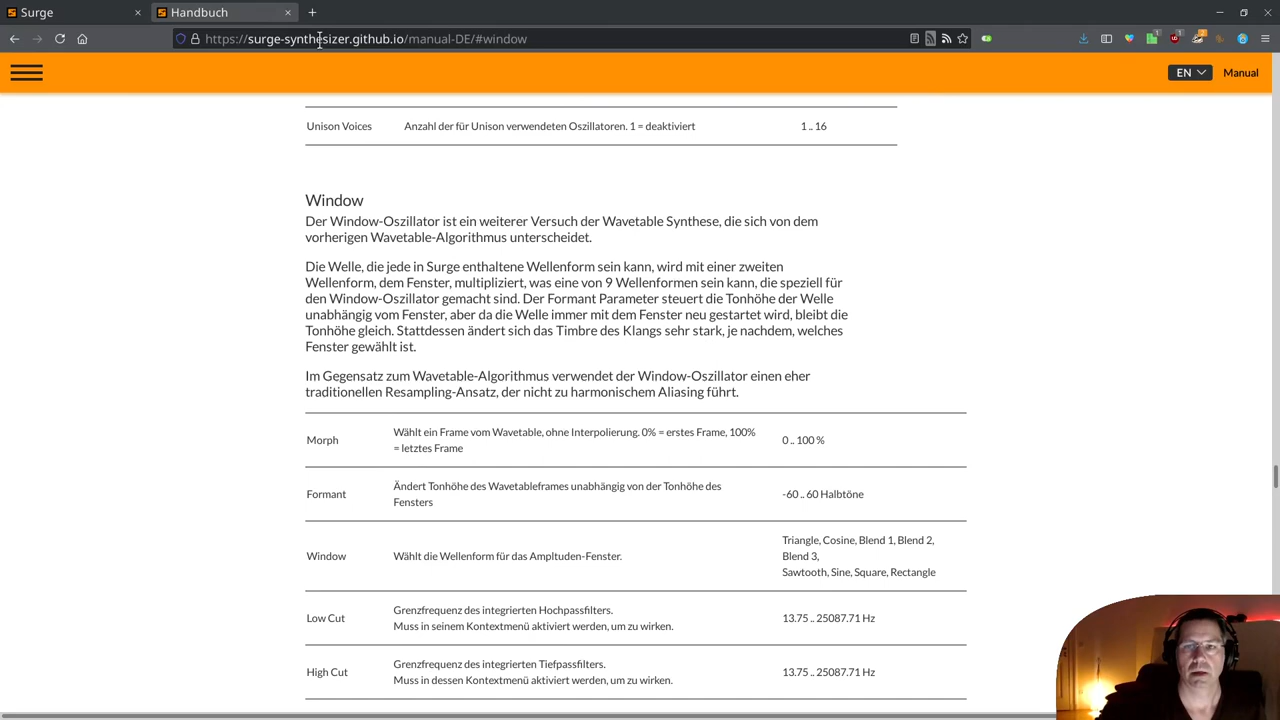 Surge
Handbuch
https://surge-synthesizer.github.io/manual-DE/#window
EN
Manual
Unison Voices Anzahl der für Unison verwendeten Oszillatoren. 1 = deaktiviert 1 .. 16
Window
Der Window-Oszillator ist ein weiterer Versuch der Wavetable Synthese, die sich von dem
vorherigen Wavetable-Algorithmus unterscheidet.
Die Welle, die jede in Surge enthaltene Wellenform sein kann, wird mit einer zweiten
Wellenform, dem Fenster, multipliziert, was eine von 9 Wellenformen sein kann, die speziell für
den Window-Oszillator gemacht sind. Der Formant Parameter steuert die Tonhöhe der Welle
unabhängig vom Fenster, aber da die Welle immer mit dem Fenster neu gestartet wird, bleibt die
Tonhöhe gleich. Stattdessen ändert sich das Timbre des Klangs sehr stark, je nachdem, welches
Fenster gewählt ist.
Im Gegensatz zum Wavetable-Algorithmus verwendet der Window-Oszillator einen eher
traditionellen Resampling-Ansatz, der nicht zu harmonischem Aliasing führt.
Morph
Wählt ein Frame vom Wavetable, ohne Interpolierung. 0% = erstes Frame, 100%
= letztes Frame
0 .. 100 %
Formant
Ändert Tonhöhe des Wavetableframes unabhängig von der Tonhöhe des
Fensters
-60 .. 60 Halbtöne
Window
Wählt die Wellenform für das Ampltuden-Fenster.
Triangle, Cosine, Blend 1, Blend 2,
Blend 3,
Sawtooth, Sine, Square, Rectangle
Low Cut
Grenzfrequenz des integrierten Hochpassfilters.
Muss in seinem Kontextmenü aktiviert werden, um zu wirken.
13.75 .. 25087.71 Hz
High Cut
Grenzfrequenz des integrierten Tiefpassfilters.
Muss in dessen Kontextmenü aktiviert werden, um zu wirken.
13.75 .. 25087.71 Hz